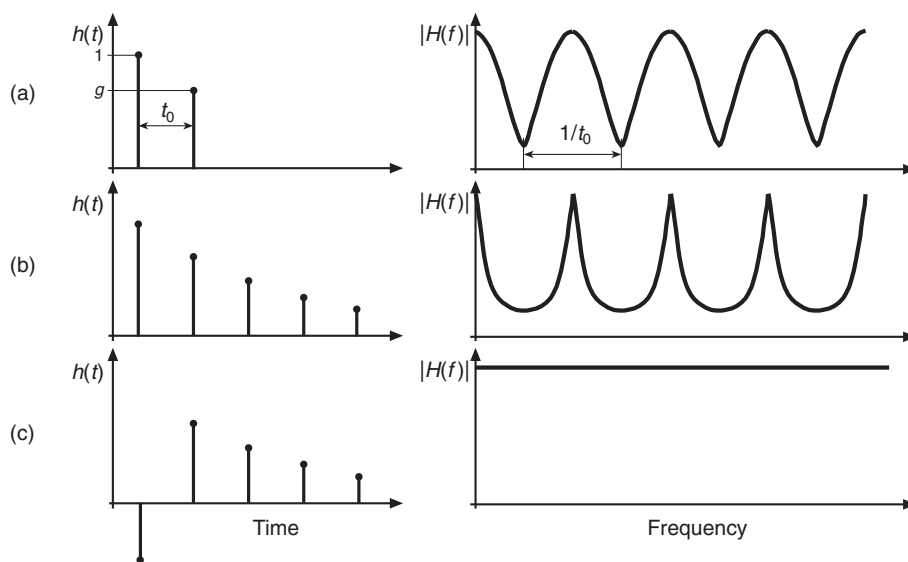 h(t)
|H(f)|
1
g
(a)
t₀
1/t₀
h(t)
|H(f)|
(b)
h(t)
|H(f)|
(c)
Time
Frequency